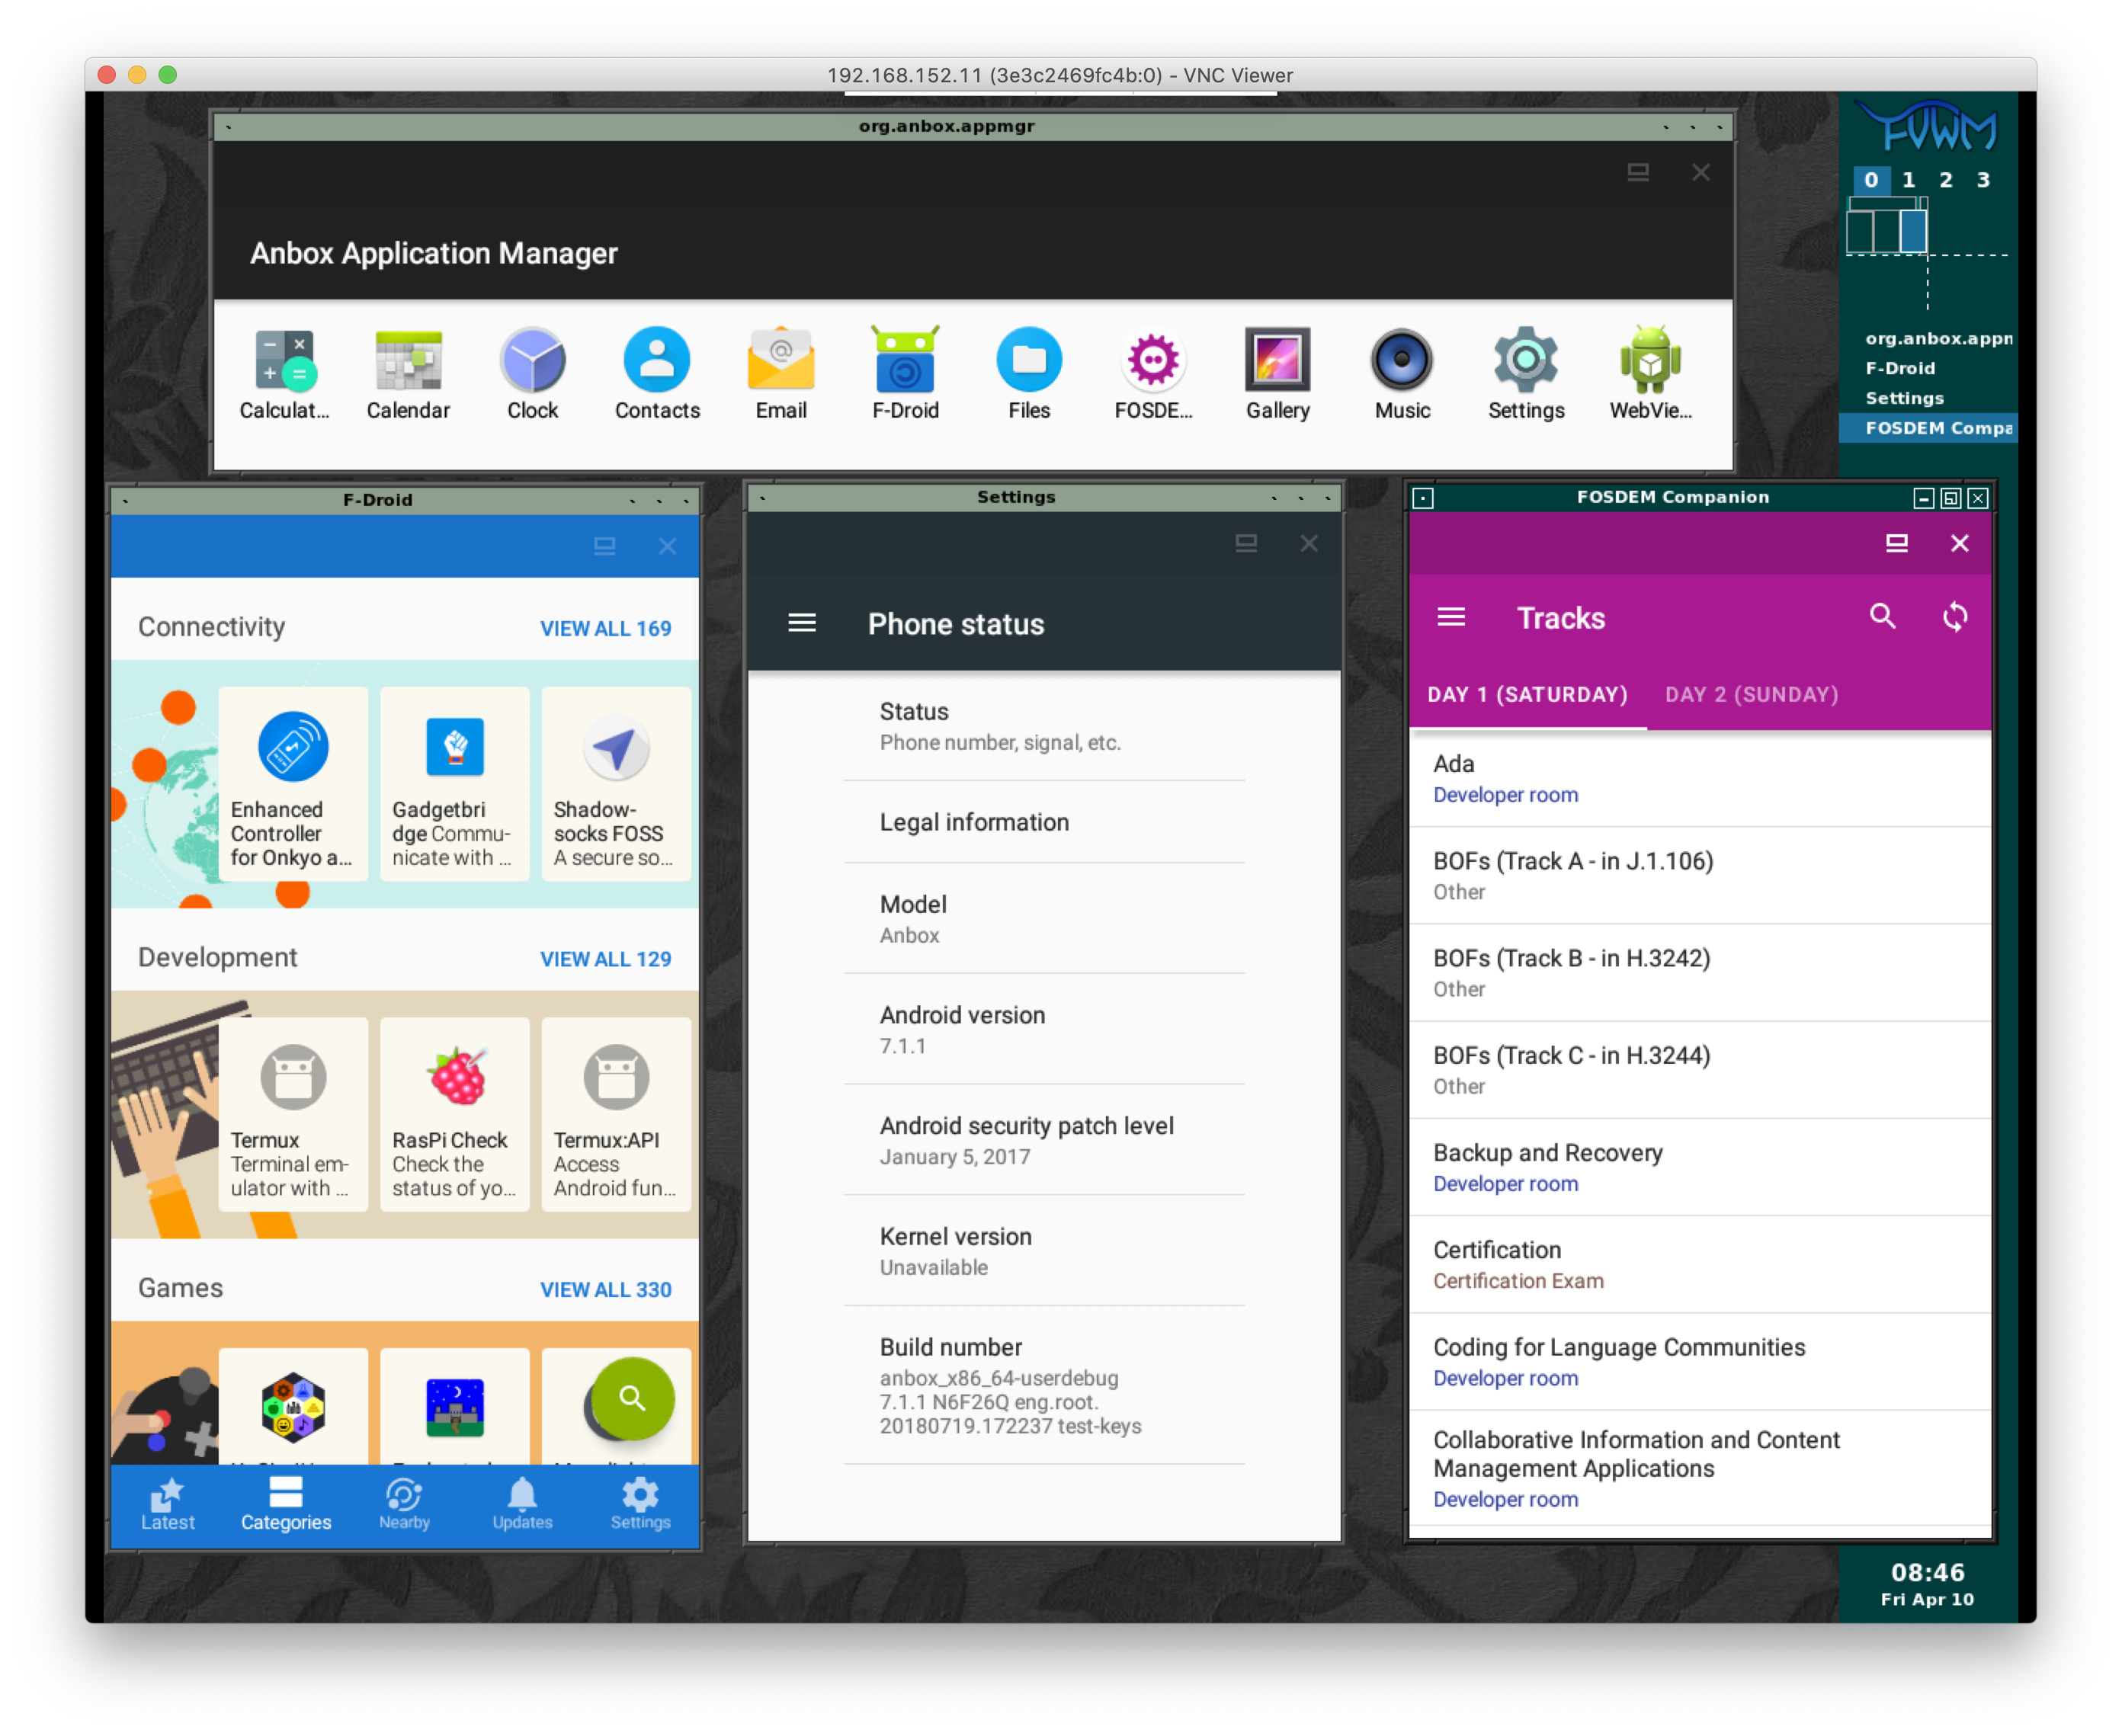 192.168.152.11 (3e3c2469fc4b:0) - VNC Viewer
org.anbox.appmgr
Anbox Application Manager
Calculat...
Calendar
Clock
Contacts
Email
F-Droid
Files
FOSDE...
Gallery
Music
Settings
WebVie...
FVWM
0 1 2 3
org.anbox.appm
F-Droid
Settings
FOSDEM Compa
F-Droid
Connectivity
VIEW ALL 169
Enhanced
Controller
for Onkyo a...
Gadgetbri
dge Commu-
nicate with ...
Shadow-
socks FOSS
A secure so...
Development
VIEW ALL 129
Termux
Terminal em-
ulator with ...
RasPi Check
Check the
status of yo...
Termux:API
Access
Android fun...
Games
VIEW ALL 330
Latest
Categories
Nearby
Updates
Settings
Settings
Phone status
Status
Phone number, signal, etc.
Legal information
Model
Anbox
Android version
7.1.1
Android security patch level
January 5, 2017
Kernel version
Unavailable
Build number
anbox_x86_64-userdebug
7.1.1 N6F26Q eng.root.
20180719.172237 test-keys
FOSDEM Companion
Tracks
DAY 1 (SATURDAY)
DAY 2 (SUNDAY)
Ada
Developer room
BOFs (Track A - in J.1.106)
Other
BOFs (Track B - in H.3242)
Other
BOFs (Track C - in H.3244)
Other
Backup and Recovery
Developer room
Certification
Certification Exam
Coding for Language Communities
Developer room
Collaborative Information and Content
Management Applications
Developer room
08:46
Fri Apr 10